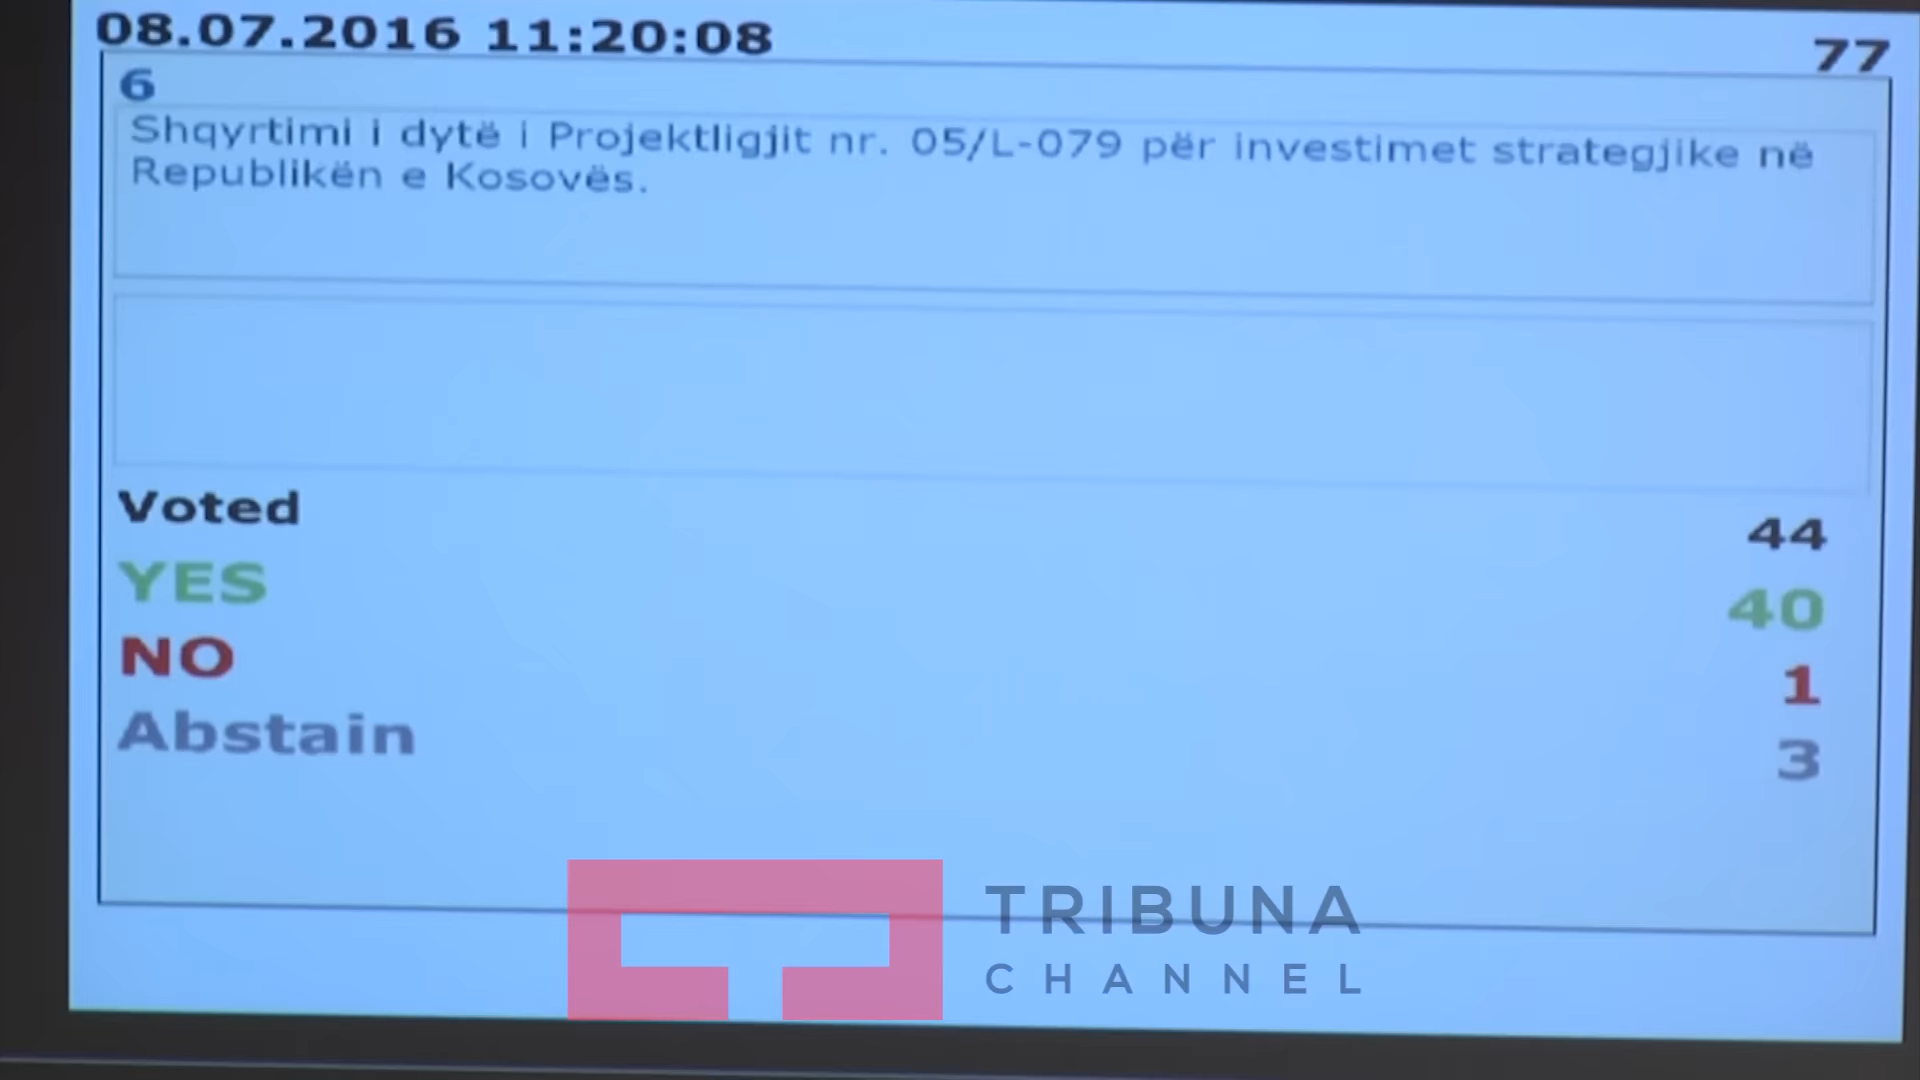 08.07.2016 11:20:08 77
6
Shqyrtimi i dytë i Projektligjit nr. 05/L-079 për investimet strategjike në
Republikën e Kosovës.
Voted 44
YES 40
NO 1
Abstain 3
TRIBUNA
CHANNEL